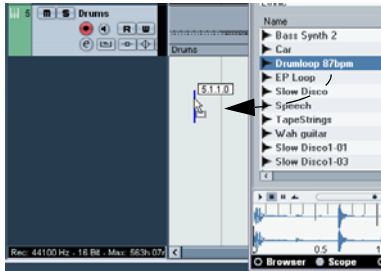 5 m S Drums
R W
e
Drums
5.1.1.0
Name
Bass Synth 2
Car
Drumloop 87bpm
EP Loop
Slow Disco
Speech
TapeStrings
Wah guitar
Slow Disco1-01
Slow Disco1-03
0.5
Browser Scope
Rec: 44100 Hz - 16 Bit - Max: 563h 07